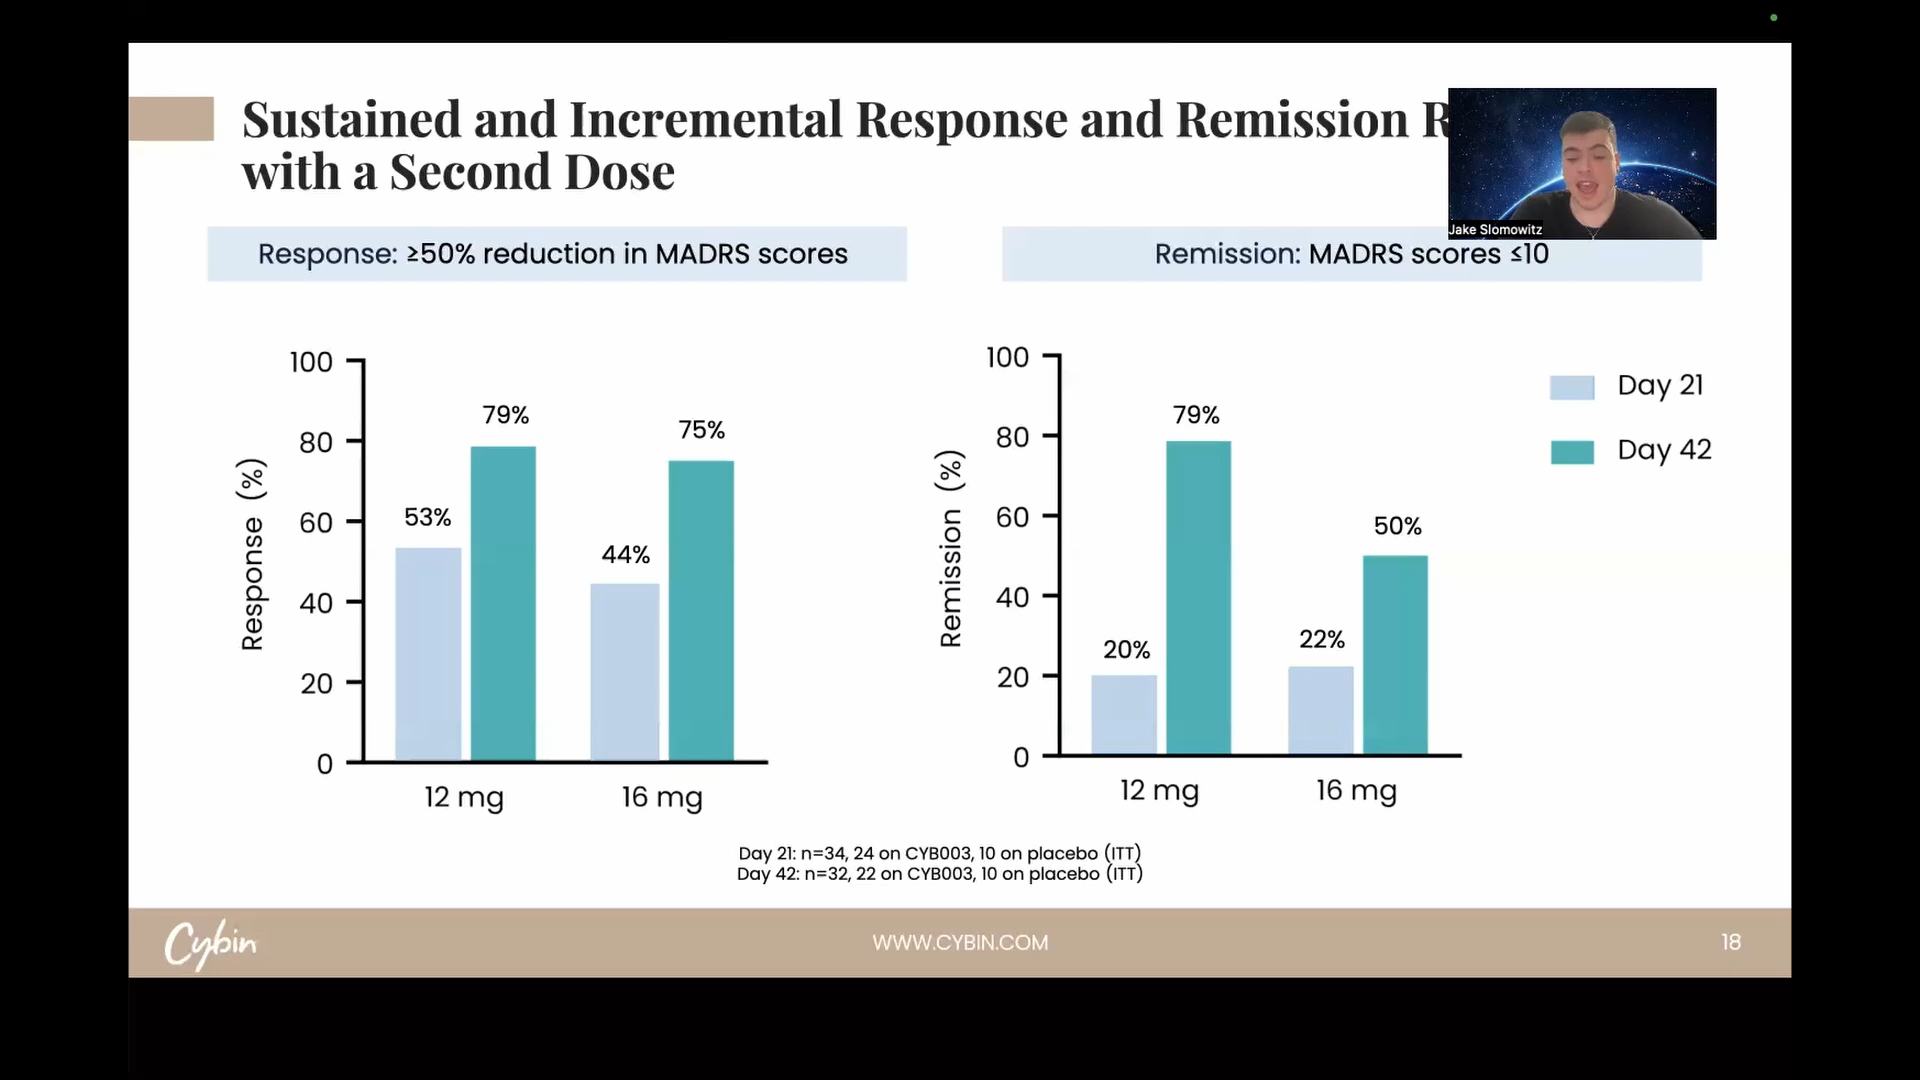 Sustained and Incremental Response and Remission
with a Second Dose
Jake Slomowitz
Response: ≥50% reduction in MADRS scores
Remission: MADRS scores ≤10
100
80
60
40
20
0
Response (%)
53%
79%
44%
75%
12 mg
16 mg
100
80
60
40
20
0
Remission (%)
20%
79%
22%
50%
12 mg
16 mg
Day 21
Day 42
Day 21: n=34, 24 on CYB003, 10 on placebo (ITT)
Day 42: n=32, 22 on CYB003, 10 on placebo (ITT)
Cybin
WWW.CYBIN.COM
18